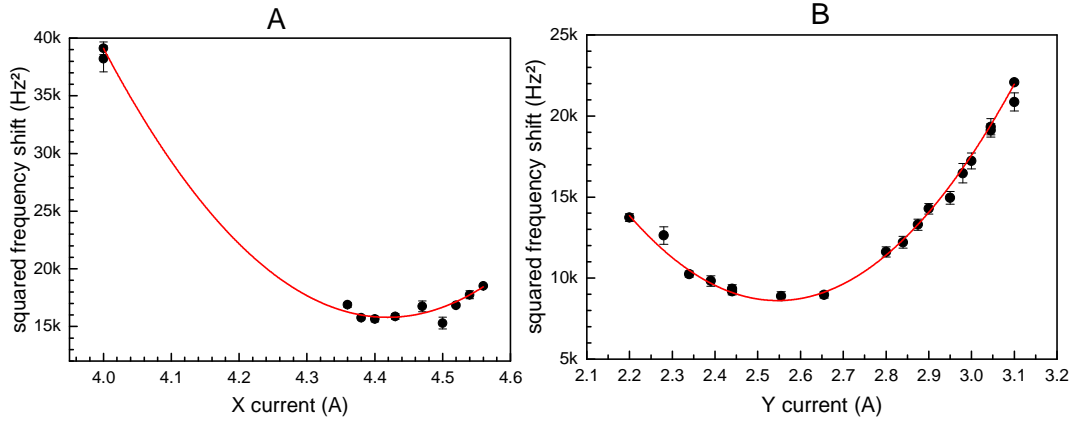 A
squared frequency shift (Hz²)
40k
35k
30k
25k
20k
15k
4.0 4.1 4.2 4.3 4.4 4.5 4.6
X current (A)
B
squared frequency shift (Hz²)
20k
15k
10k
5k
2.1 2.2 2.3 2.4 2.5 2.6 2.7 2.8 2.9 3.0 3.1 3.2
Y current (A)